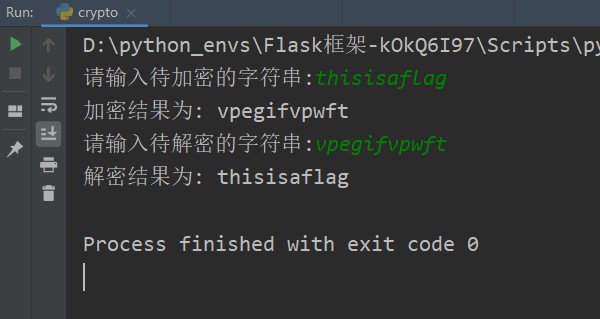 Run: crypto
D:\python_envs\Flask框架-kOkQ6I97\Scripts\py
请输入待加密的字符串:thisisaflag
加密结果为: vpegifvpwft
请输入待解密的字符串:vpegifvpwft
解密结果为: thisisaflag
Process finished with exit code 0